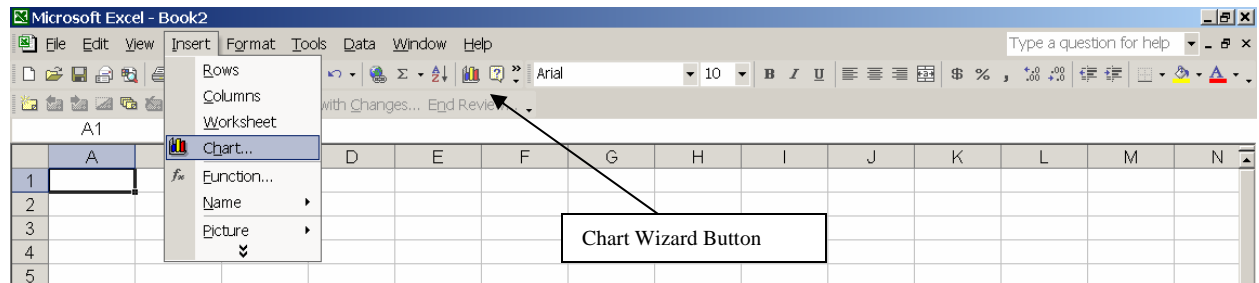 Microsoft Excel - Book2
File Edit View Insert Format Tools Data Window Help Type a question for help
Arial 10 B I U $ % ,
with Changes... End Revie
A1
A D E F G H I J K L M N
1
2
3
4
5
Rows
Columns
Worksheet
Chart...
Function...
Name
Picture
Chart Wizard Button